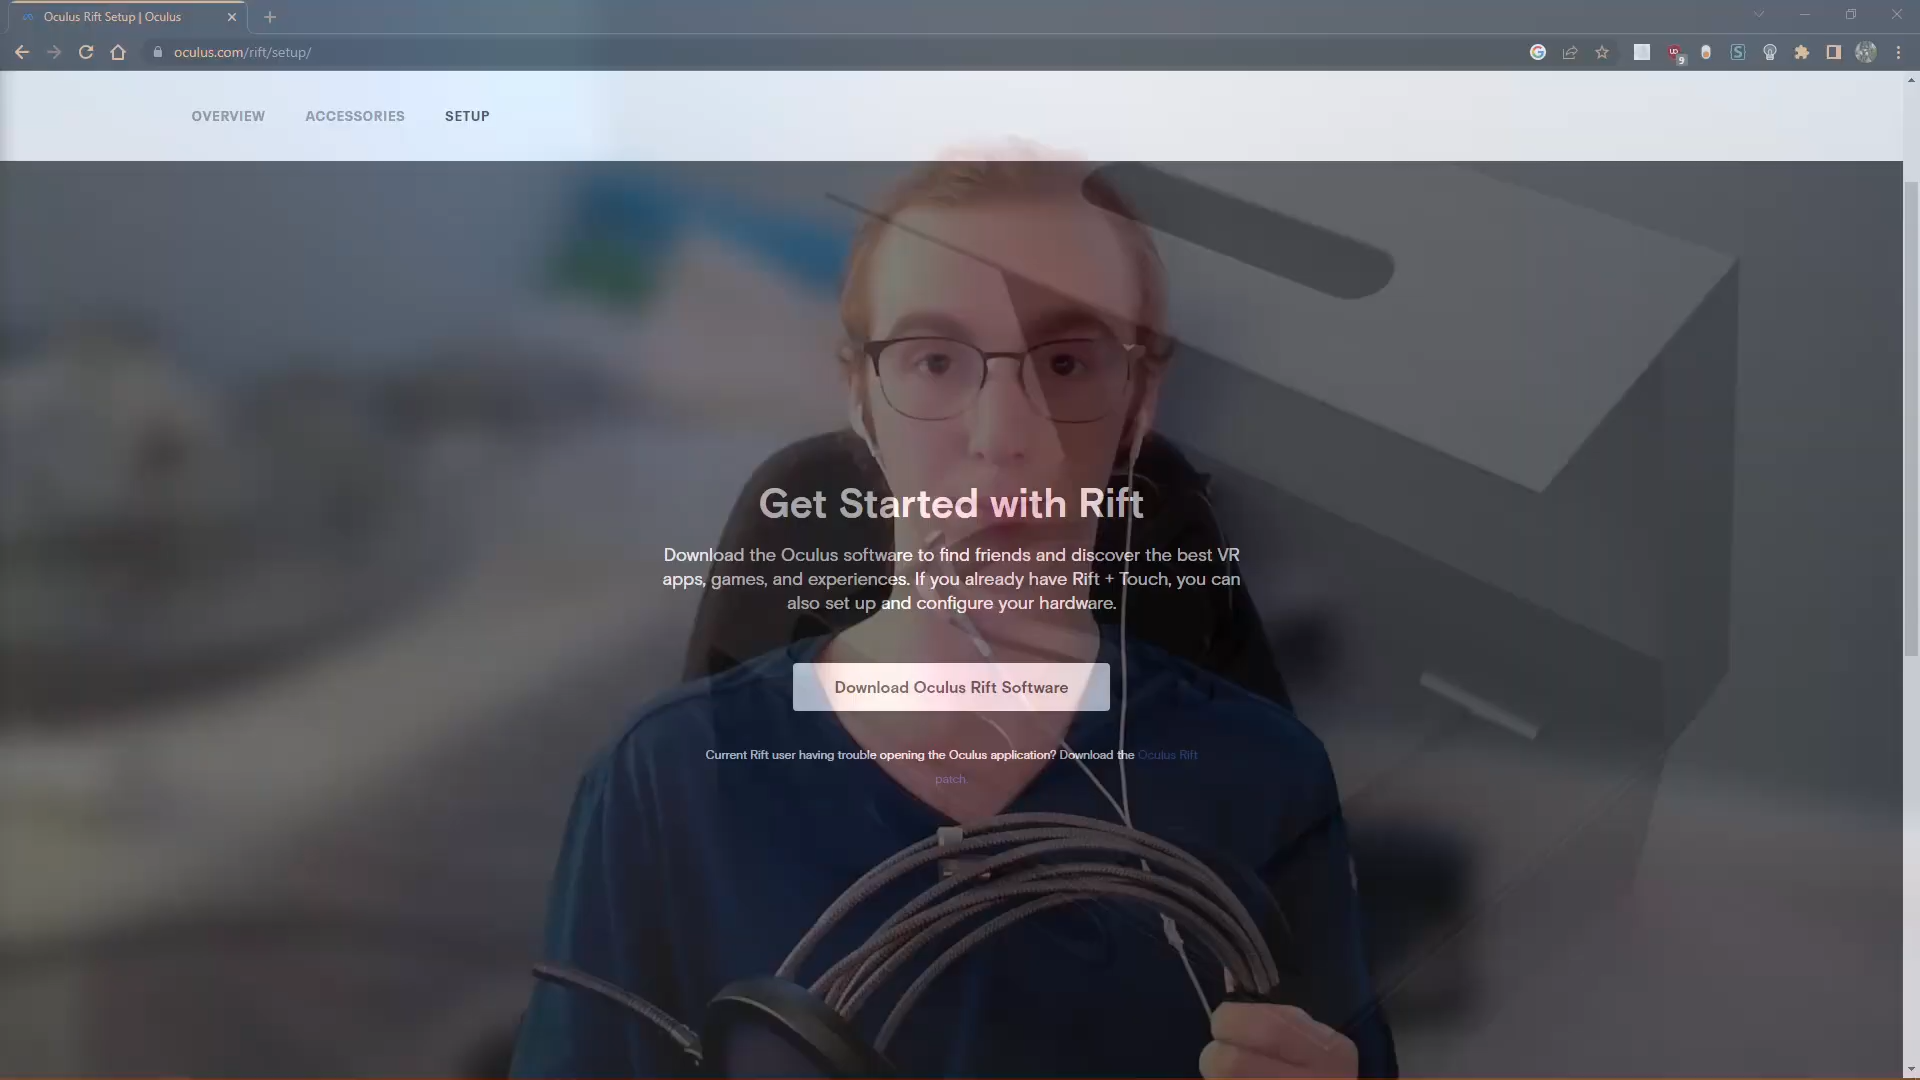 Oculus Rift Setup | Oculus
oculus.com/rift/setup/
9
OVERVIEW ACCESSORIES SETUP
Get Started with Rift
Download the Oculus software to find friends and discover the best VR
apps, games, and experiences. If you already have Rift + Touch, you can
also set up and configure your hardware.
Download Oculus Rift Software
Current Rift user having trouble opening the Oculus application? Download the Oculus Rift
patch.